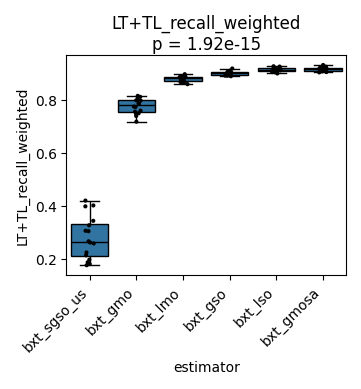 LT+TL_recall_weighted
p = 1.92e-15
LT+TL_recall_weighted
0.8
0.6
0.4
0.2
bxt_sgso_us
bxt_gmo
bxt_lmo
bxt_gso
bxt_lso
bxt_gmosa
estimator